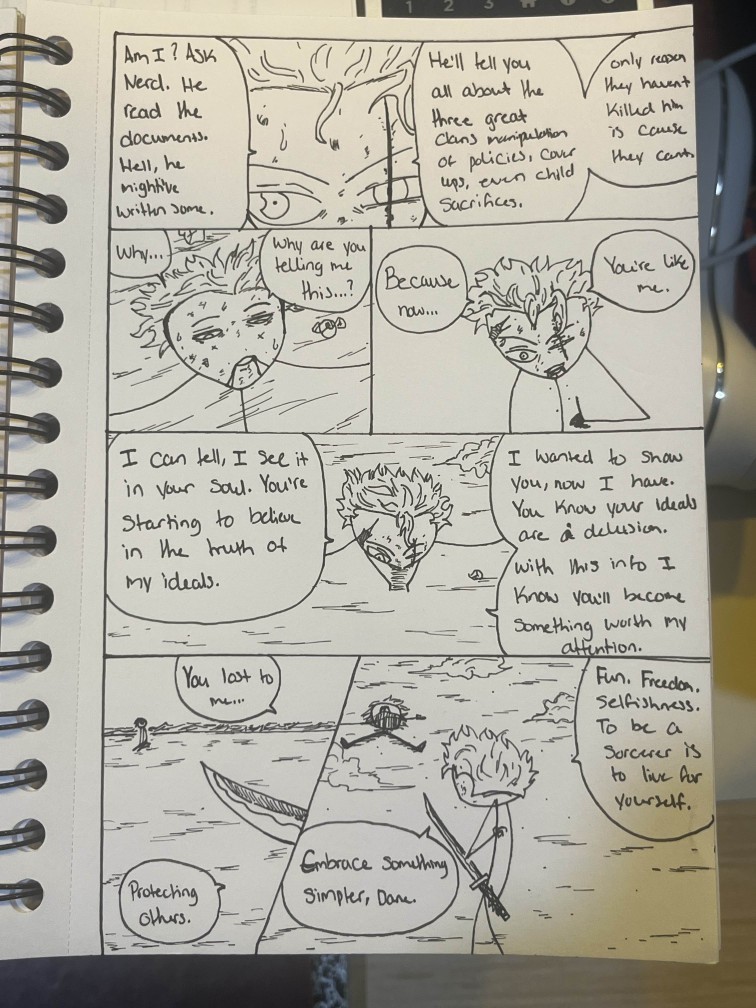 1 2 3
Am I? Ask
Nerd. He
read the
documents.
Hell, he
mightive
written some.
He'll tell you
all about the
three great
clans manipulation
of policies, cover
ups, even child
sacrifices.
only reason
they havent
killed him
is cause
they cant
Why...
Why are you
telling me
this...?
Because
now...
You're like
me.
I can tell, I see it
in your soul. You're
starting to believe
in the truth of
my ideals.
I wanted to show
you, now I have.
You know your ideals
are a delusion.
With this info I
know you'll become
something worth my
attention.
You lost to
me...
Protecting
others.
Fun. Freedom.
Selfishness.
To be a
Sorcerer is
to live for
yourself.
Embrace something
simpler, Dane.